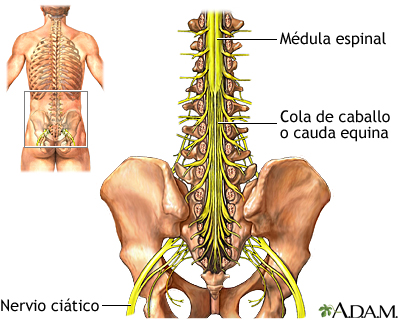 Médula espinal
Cola de caballo
o cauda equina
Nervio ciático
A.D.A.M.